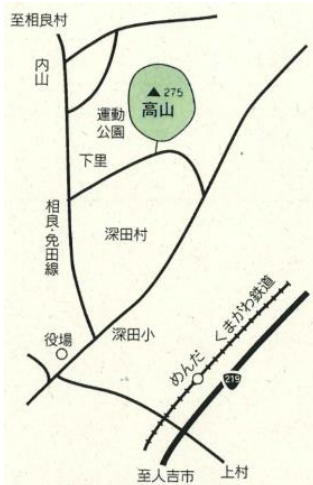 至相良村
内山
運動
公園
▲275
高山
下里
相良・免田線
深田村
役場
深田小
めんだ
くまがわ鉄道
219
至人吉市
上村